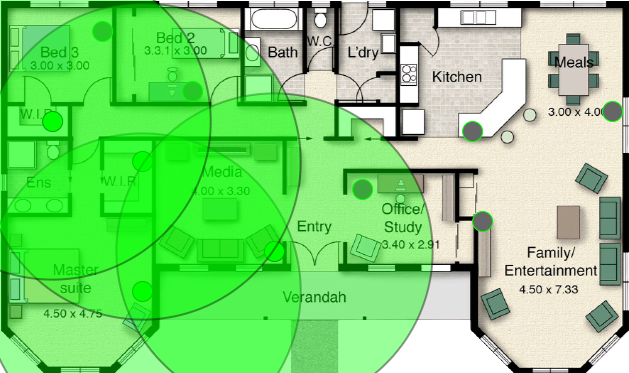 Bed 3
3.00 x 3.00
Bed 2
3.3.1 x 3.00
Bath
W.C
L'dry
Kitchen
Meals
3.00 x 4.00
W.I.R
Ens
W.I.R
Media
4.00 x 3.30
Entry
Office/
Study
3.40 x 2.91
Family/
Entertainment
4.50 x 7.33
Master
suite
4.50 x 4.75
Verandah